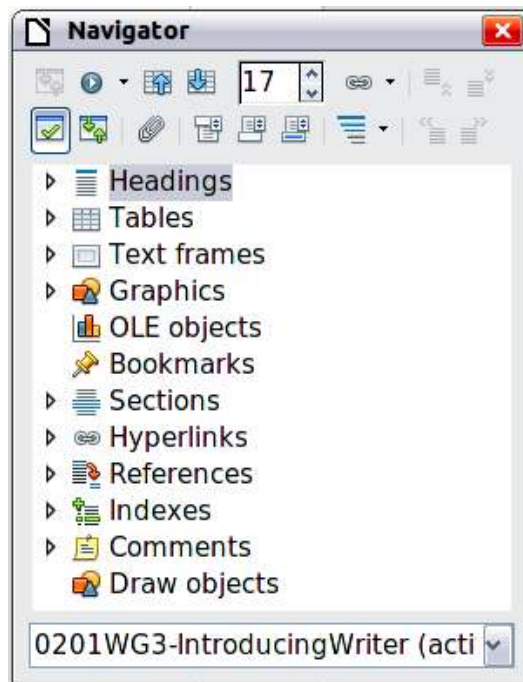 Navigator
17
Headings
Tables
Text frames
Graphics
OLE objects
Bookmarks
Sections
Hyperlinks
References
Indexes
Comments
Draw objects
0201WG3-IntroducingWriter (acti